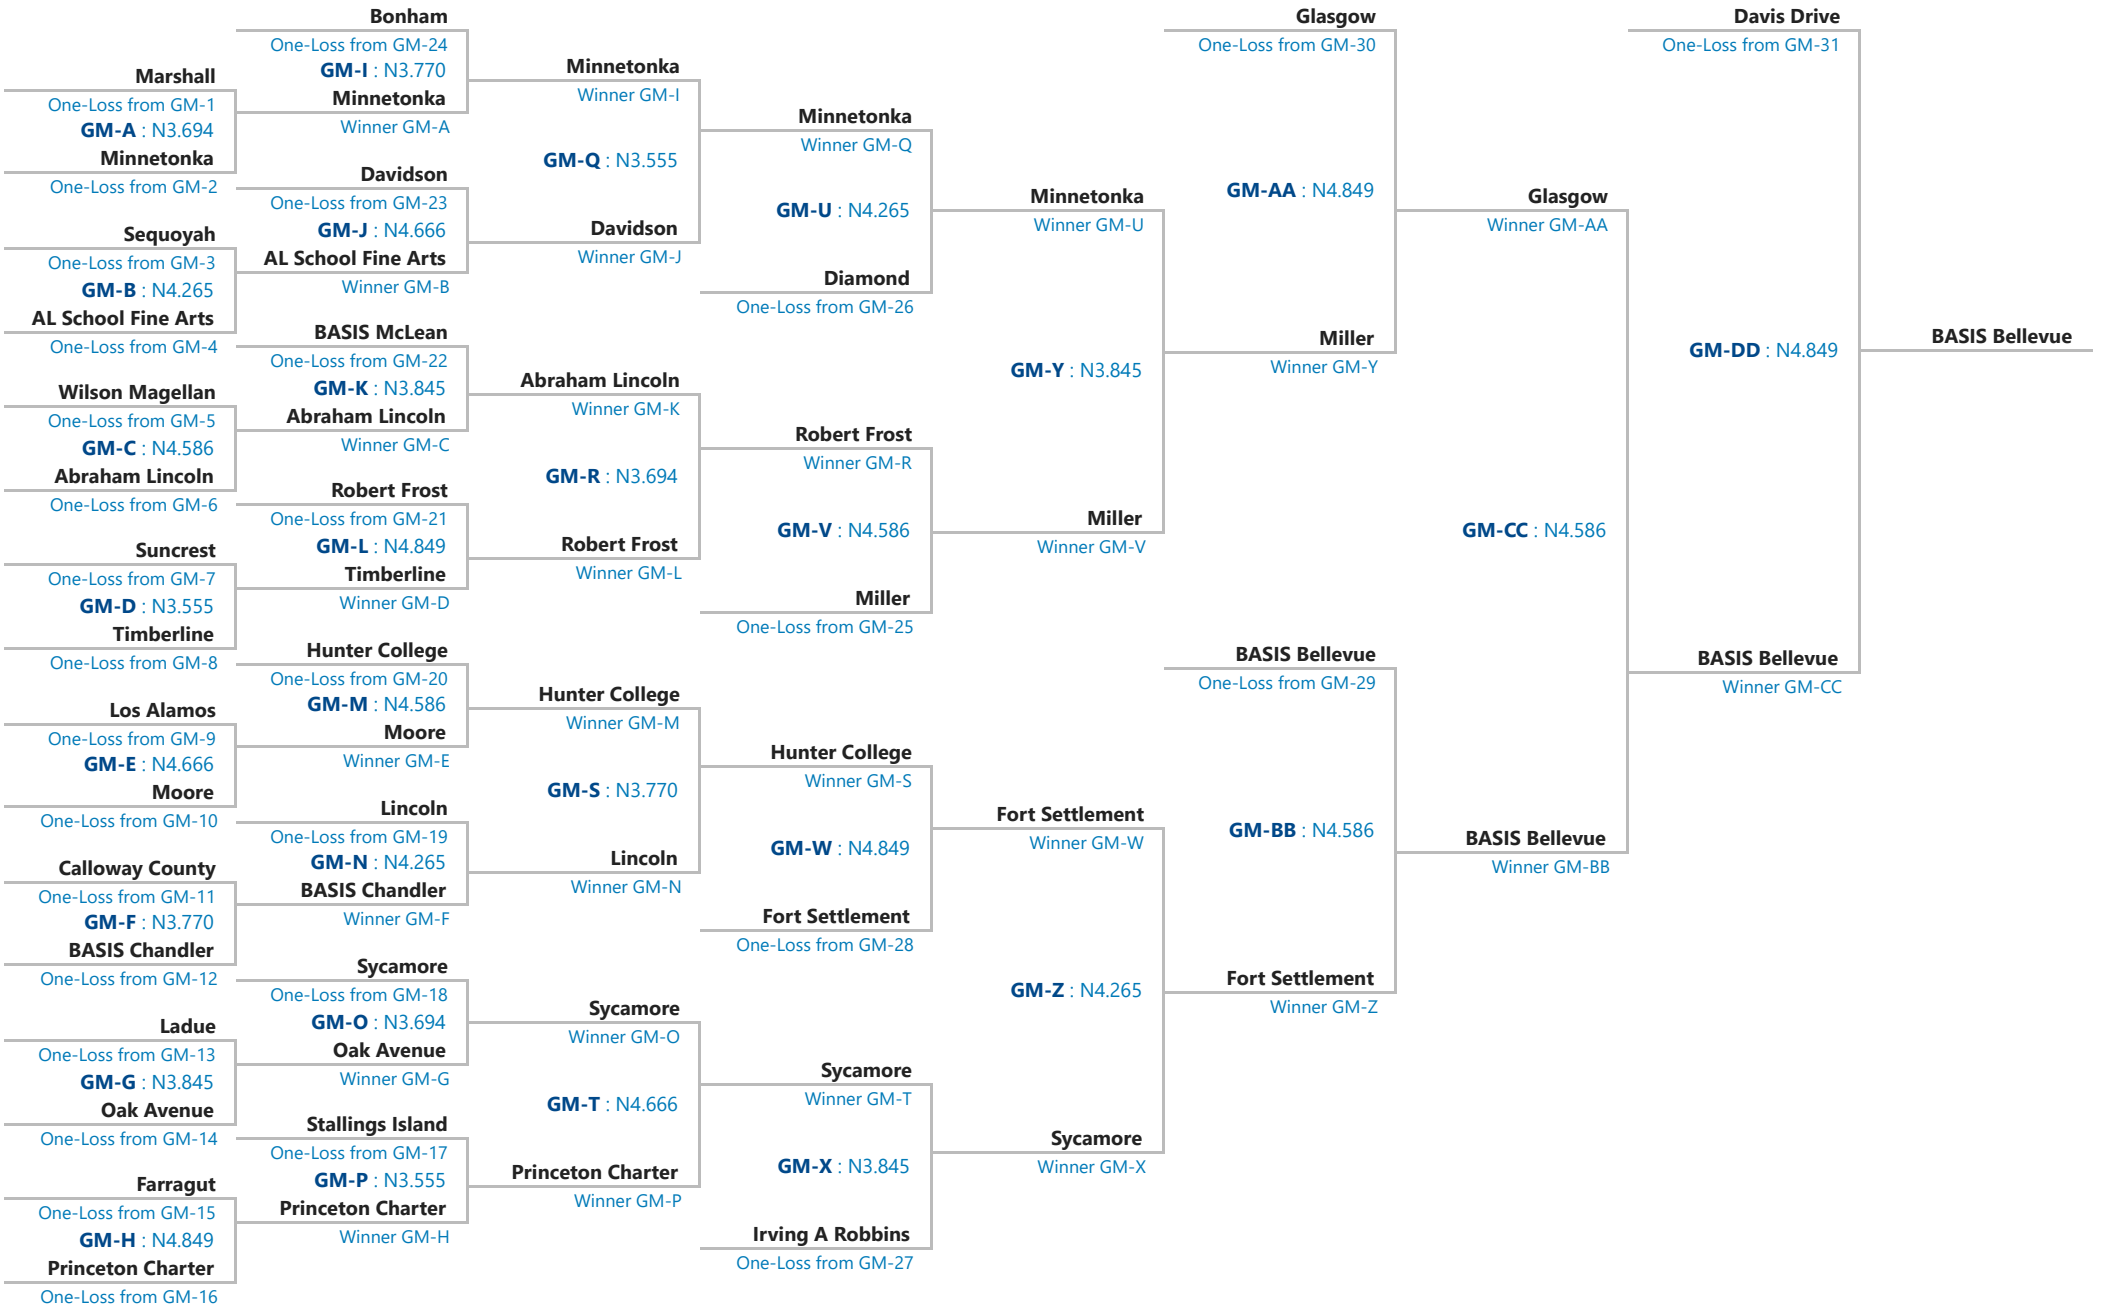 Marshall
One-Loss from GM-1
GM-A : N3.694
Minnetonka
One-Loss from GM-2
Sequoyah
One-Loss from GM-3
GM-B : N4.265
AL School Fine Arts
One-Loss from GM-4
Wilson Magellan
One-Loss from GM-5
GM-C : N4.586
Abraham Lincoln
One-Loss from GM-6
Suncrest
One-Loss from GM-7
GM-D : N3.555
Timberline
One-Loss from GM-8
Los Alamos
One-Loss from GM-9
GM-E : N4.666
Moore
One-Loss from GM-10
Calloway County
One-Loss from GM-11
GM-F : N3.770
BASIS Chandler
One-Loss from GM-12
Ladue
One-Loss from GM-13
GM-G : N3.845
Oak Avenue
One-Loss from GM-14
Farragut
One-Loss from GM-15
GM-H : N4.849
Princeton Charter
One-Loss from GM-16
Bonham
One-Loss from GM-24
GM-I : N3.770
Minnetonka
Winner GM-A
Davidson
One-Loss from GM-23
GM-J : N4.666
AL School Fine Arts
Winner GM-B
BASIS McLean
One-Loss from GM-22
GM-K : N3.845
Abraham Lincoln
Winner GM-C
Robert Frost
One-Loss from GM-21
GM-L : N4.849
Timberline
Winner GM-D
Hunter College
One-Loss from GM-20
GM-M : N4.586
Moore
Winner GM-E
Lincoln
One-Loss from GM-19
GM-N : N4.265
BASIS Chandler
Winner GM-F
Sycamore
One-Loss from GM-18
GM-O : N3.694
Oak Avenue
Winner GM-G
Stallings Island
One-Loss from GM-17
GM-P : N3.555
Princeton Charter
Winner GM-H
Minnetonka
Winner GM-I
GM-Q : N3.555
Davidson
Winner GM-J
Abraham Lincoln
Winner GM-K
GM-R : N3.694
Robert Frost
Winner GM-L
Hunter College
Winner GM-M
GM-S : N3.770
Lincoln
Winner GM-N
Sycamore
Winner GM-O
GM-T : N4.666
Princeton Charter
Winner GM-P
Minnetonka
Winner GM-Q
GM-U : N4.265
Diamond
One-Loss from GM-26
Robert Frost
Winner GM-R
GM-V : N4.586
Miller
One-Loss from GM-25
Hunter College
Winner GM-S
GM-W : N4.849
Fort Settlement
One-Loss from GM-28
Sycamore
Winner GM-T
GM-X : N3.845
Irving A Robbins
One-Loss from GM-27
Minnetonka
Winner GM-U
GM-Y : N3.845
Miller
Winner GM-V
Fort Settlement
Winner GM-W
GM-Z : N4.265
Sycamore
Winner GM-X
Glasgow
One-Loss from GM-30
GM-AA : N4.849
Miller
Winner GM-Y
BASIS Bellevue
One-Loss from GM-29
GM-BB : N4.586
Fort Settlement
Winner GM-Z
Glasgow
Winner GM-AA
GM-CC : N4.586
BASIS Bellevue
Winner GM-BB
Davis Drive
One-Loss from GM-31
GM-DD : N4.849
BASIS Bellevue
Winner GM-CC
BASIS Bellevue